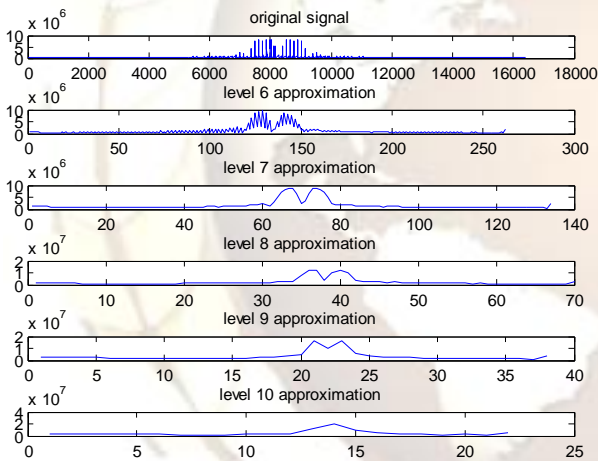 original signal
x 10^6
10
5
0
0 2000 4000 6000 8000 10000 12000 14000 16000 18000
level 6 approximation
x 10^6
10
5
0
0 50 100 150 200 250 300
level 7 approximation
x 10^6
10
5
0
0 20 40 60 80 100 120 140
level 8 approximation
x 10^7
2
1
0
0 10 20 30 40 50 60 70
level 9 approximation
x 10^7
2
1
0
0 5 10 15 20 25 30 35 40
level 10 approximation
x 10^7
4
2
0
0 5 10 15 20 25